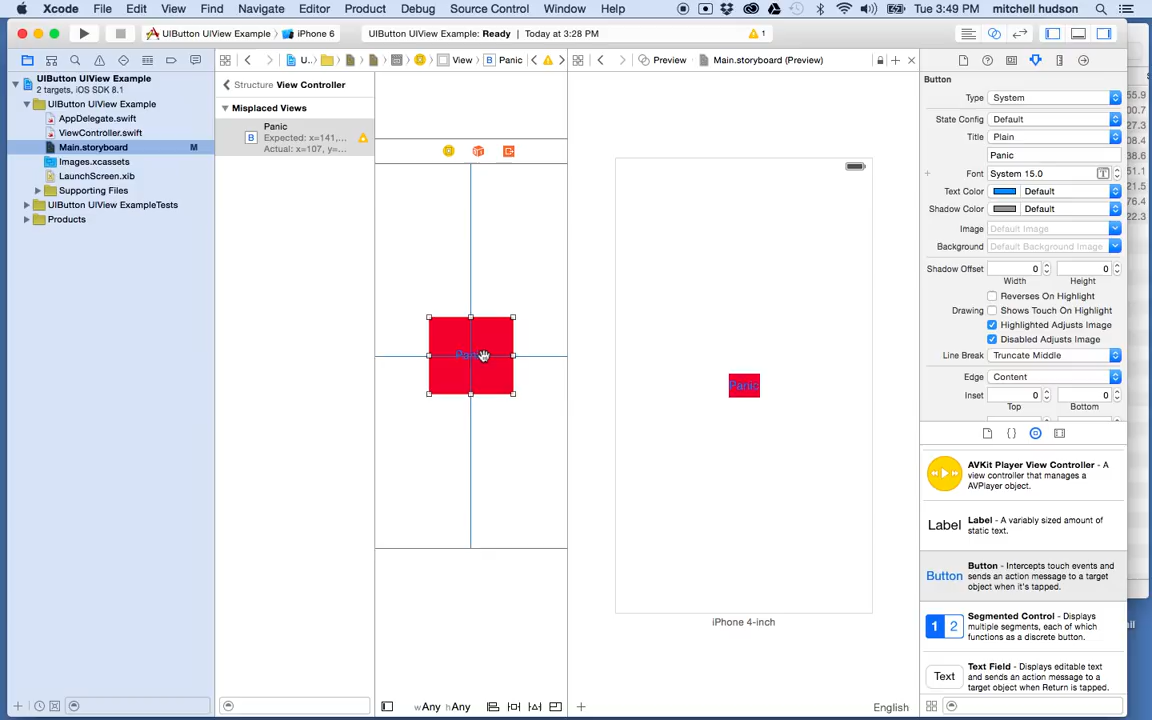 Xcode File Edit View Find Navigate Editor Product Debug Source Control Window Help
Tue 3:49 PM mitchell hudson
UIButton UIView Example iPhone 6
UIButton UIView Example: Ready | Today at 3:28 PM
1
U... View B Panic
Preview Main.storyboard (Preview)
UIButton UIView Example
2 targets, iOS SDK 8.1
UIButton UIView Example
AppDelegate.swift
ViewController.swift
Main.storyboard M
Images.xcassets
LaunchScreen.xib
Supporting Files
UIButton UIView ExampleTests
Products
Structure View Controller
Misplaced Views
B Panic
Expected: x=141,...
Actual: x=107, y=...
Panic
iPhone 4-inch
wAny hAny
English
Button
Type System
State Config Default
Title Plain
Panic
Font System 15.0 T
Text Color Default
Shadow Color Default
Image Default Image
Background Default Background Image
Shadow Offset 0 0
Width Height
Reverses On Highlight
Drawing Shows Touch On Highlight
Highlighted Adjusts Image
Disabled Adjusts Image
Line Break Truncate Middle
Edge Content
Inset 0 0
Top Bottom
AVKit Player View Controller - A
view controller that manages a
AVPlayer object.
Label Label - A variably sized amount of
static text.
Button Button - Intercepts touch events and
sends an action message to a target
object when it's tapped.
1 2 Segmented Control - Displays
multiple segments, each of which
functions as a discrete button.
Text Text Field - Displays editable text
and sends an action message to a
target object when Return is tapped.